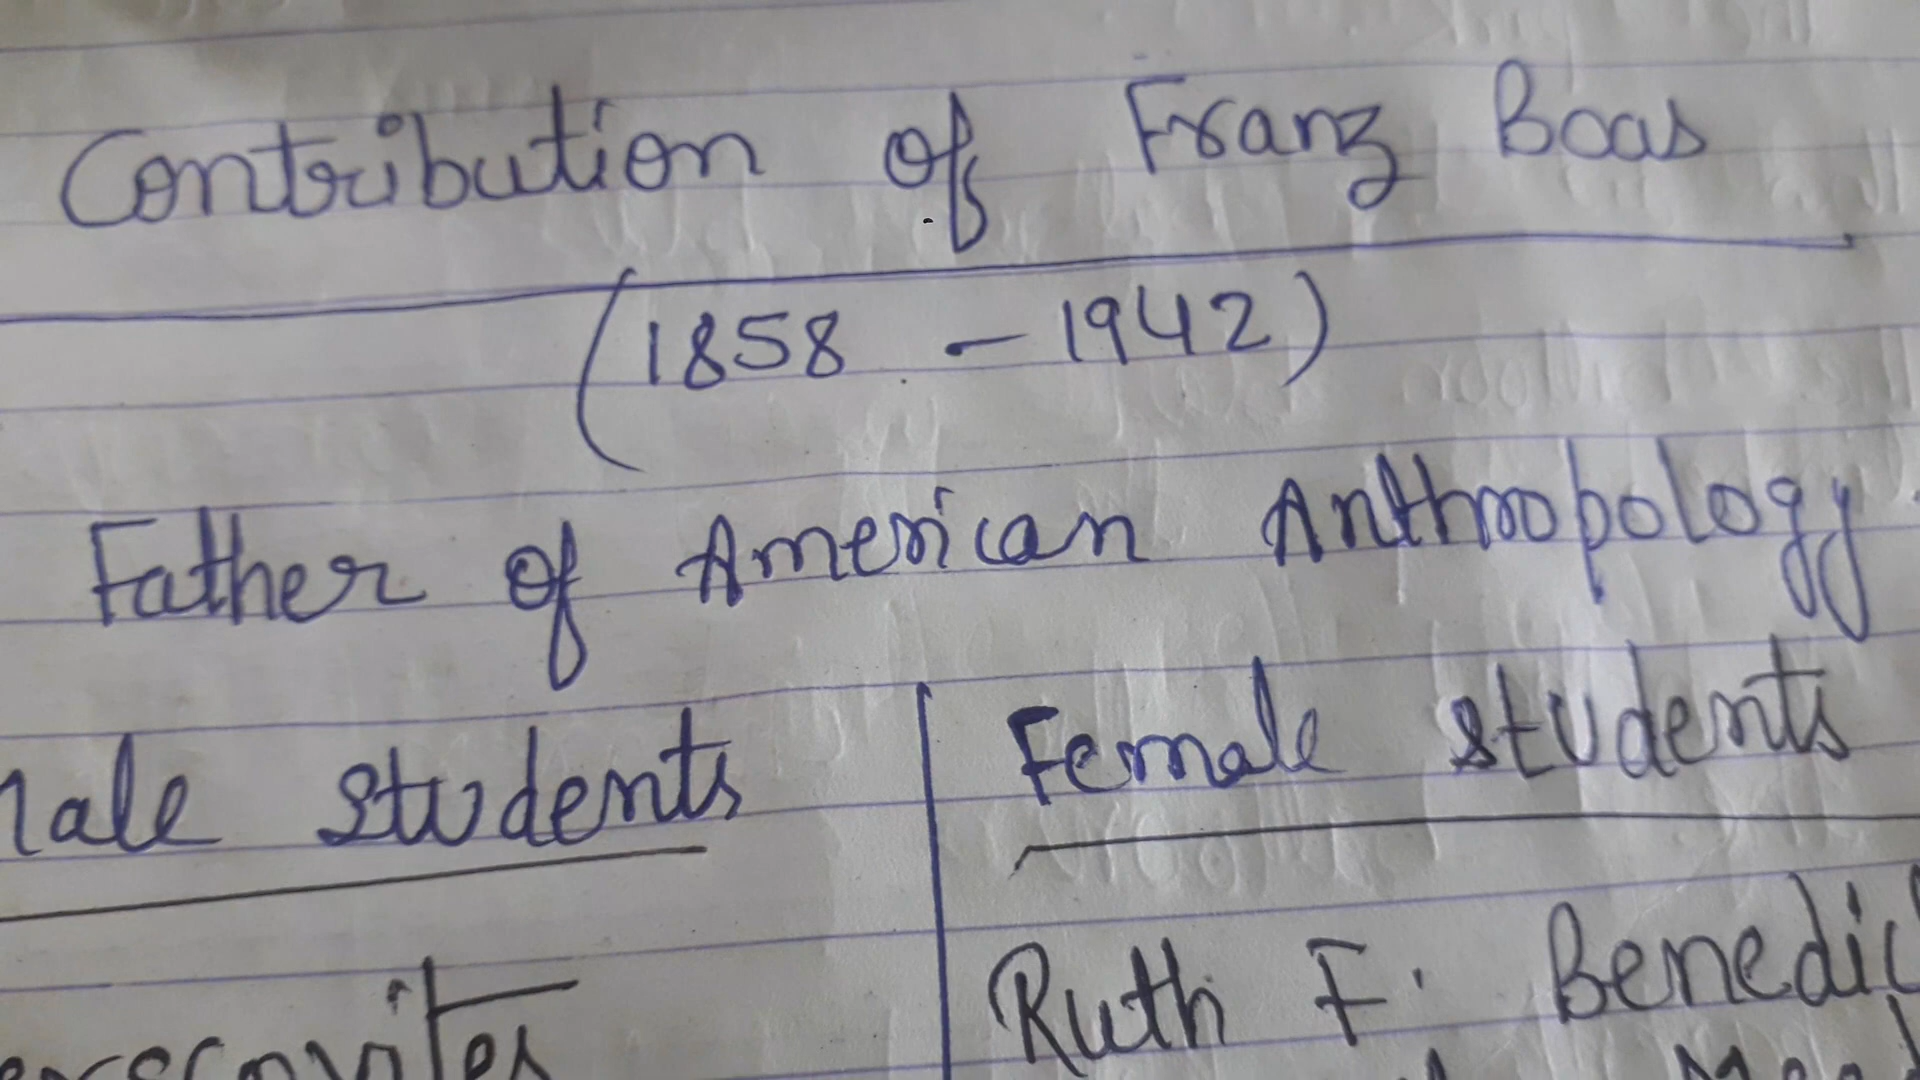 Contribution of Franz Boas
(1858 - 1942)
Father of American Anthropology
male students
Female students
Ruth F. Benedic